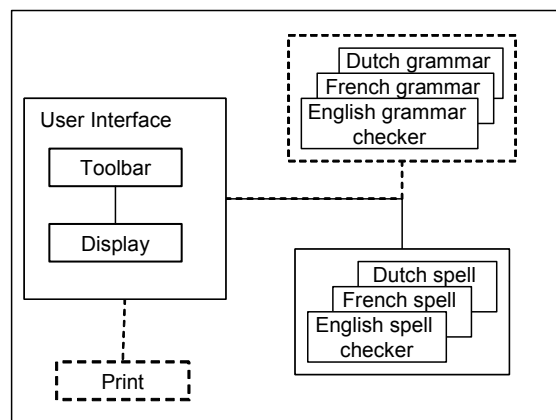 User Interface
Toolbar
Display
Print
Dutch grammar
French grammar
English grammar
checker
Dutch spell
French spell
English spell
checker